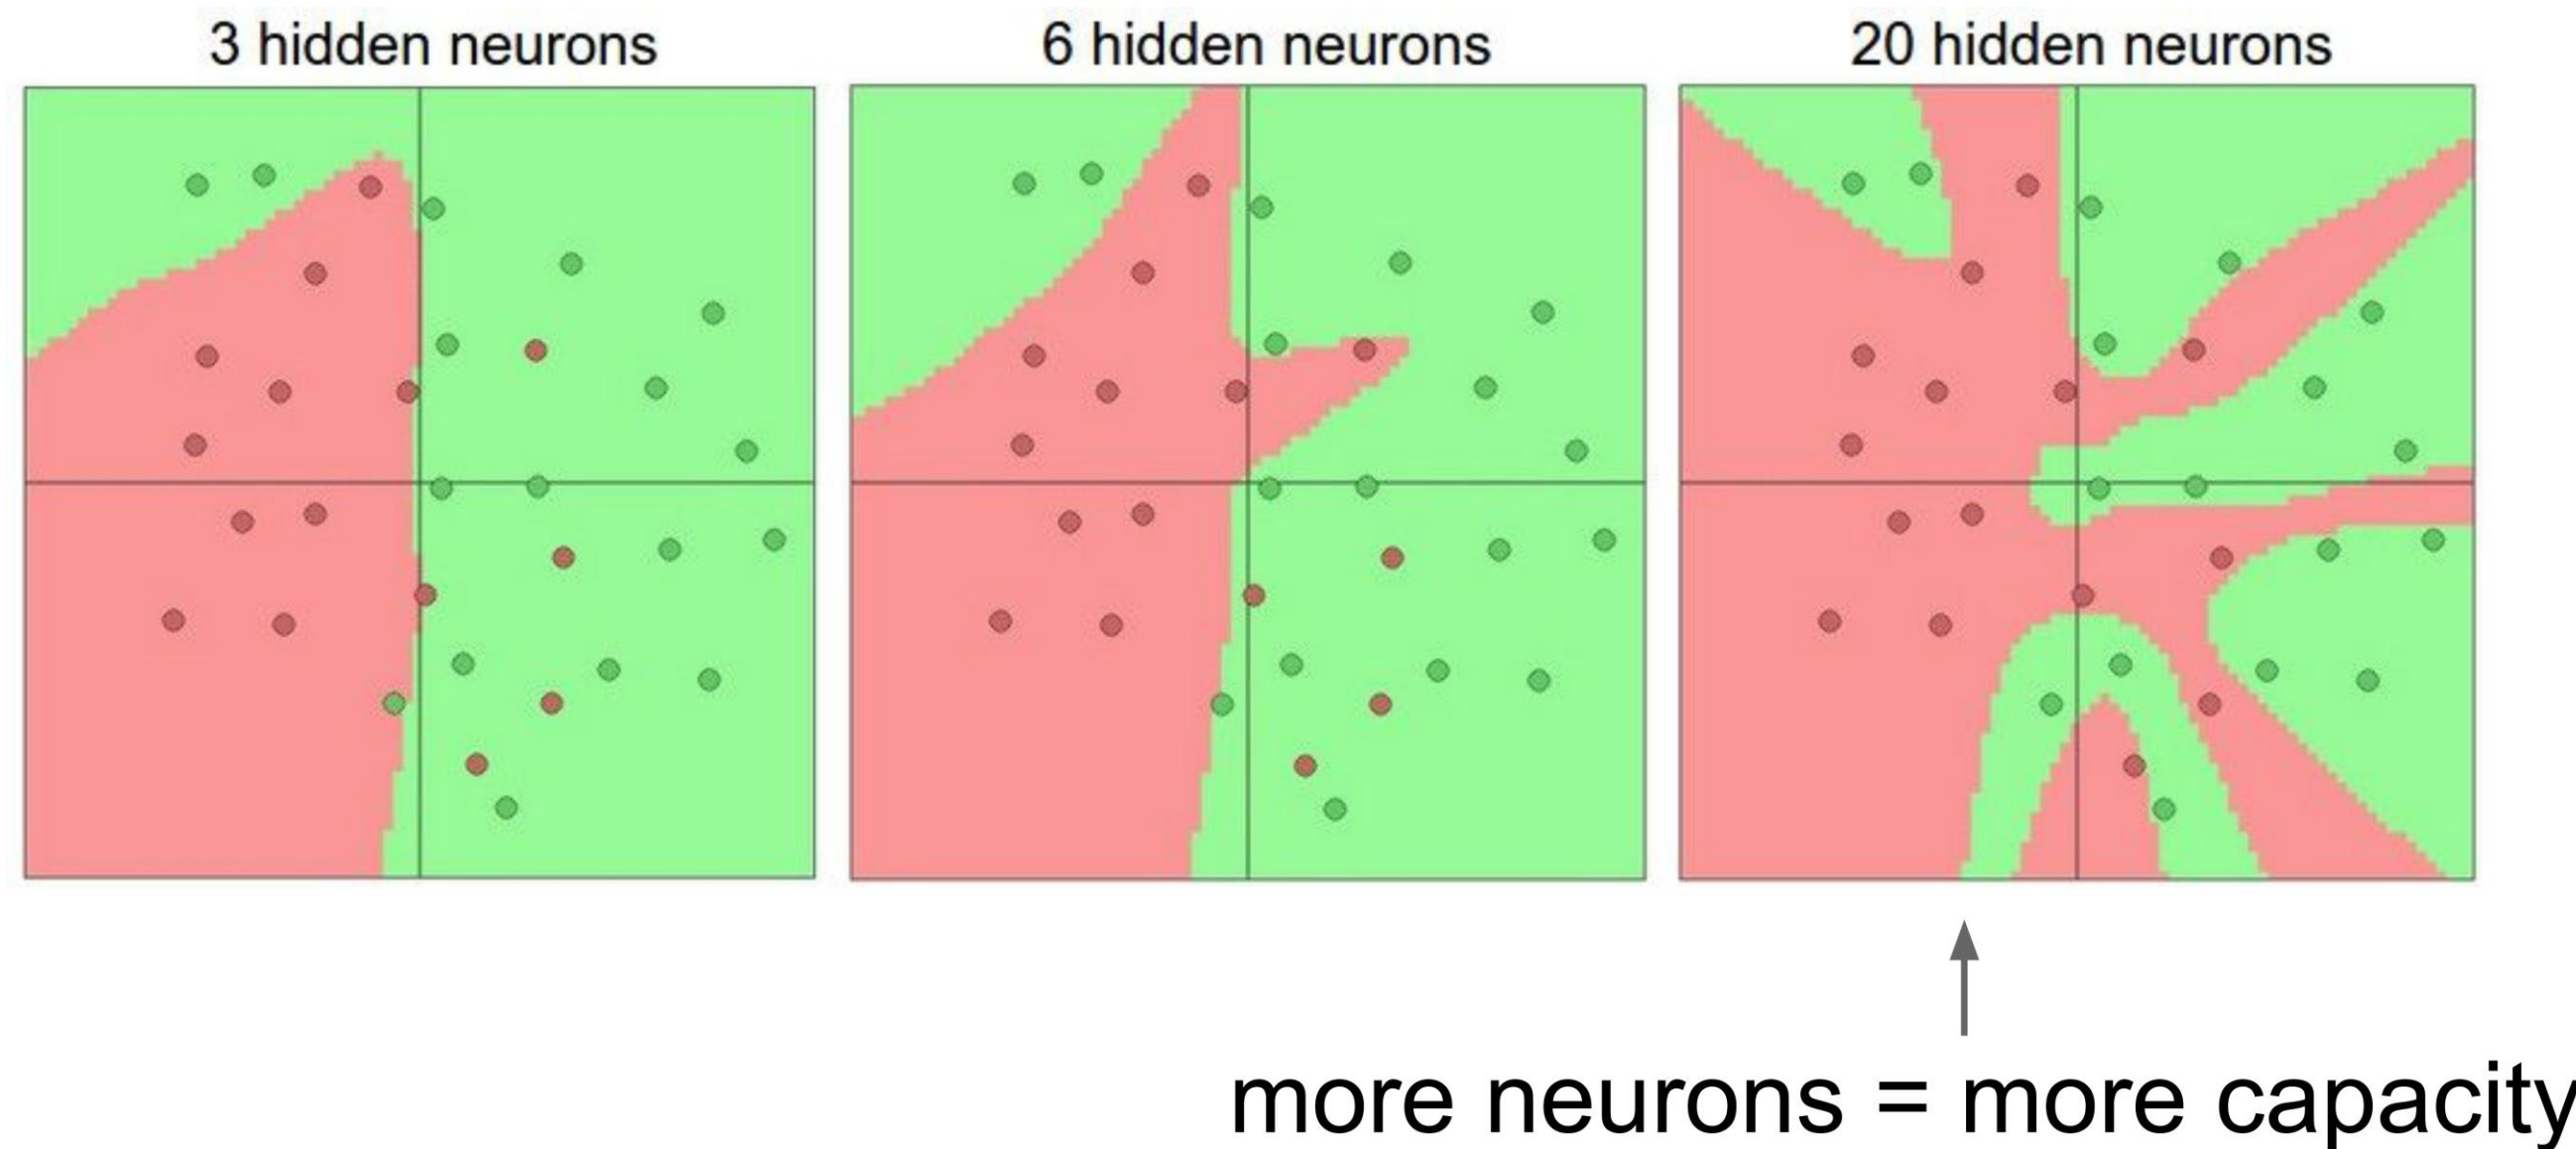 3 hidden neurons
6 hidden neurons
20 hidden neurons
more neurons = more capacity